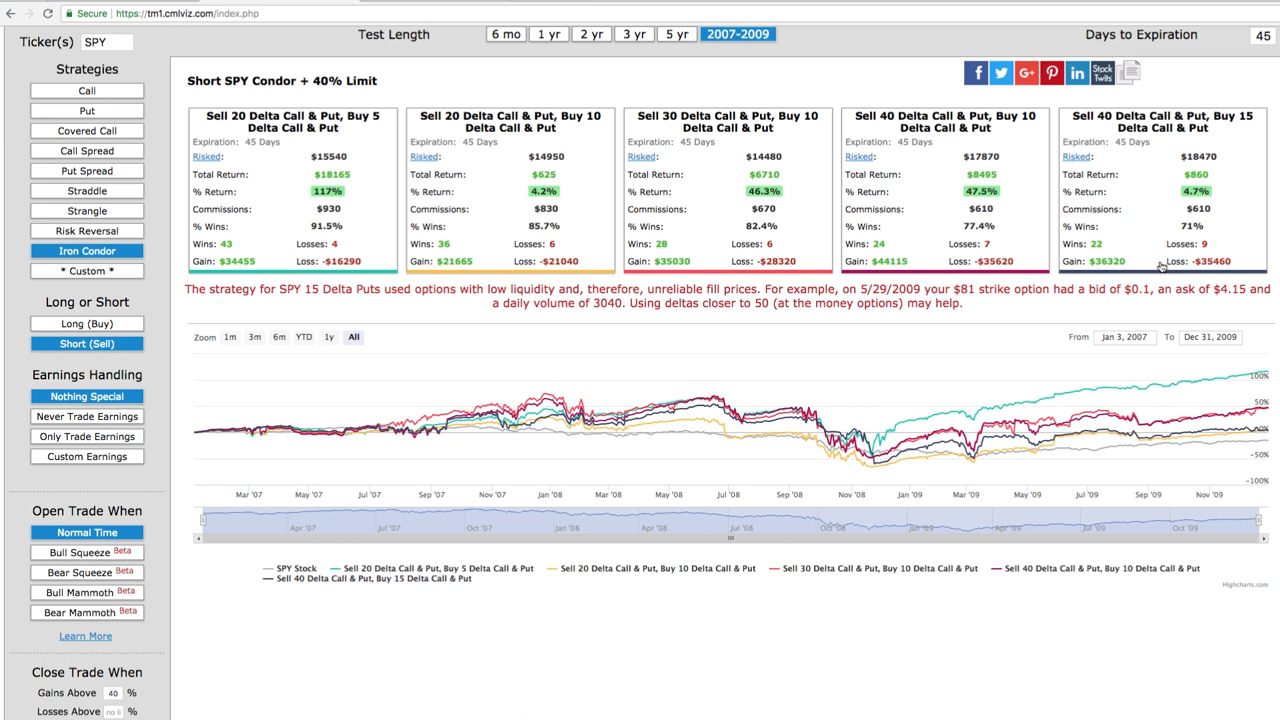 Secure | https://tm1.cmlviz.com/index.php
Ticker(s) SPY
Test Length 6 mo 1 yr 2 yr 3 yr 5 yr 2007-2009 Days to Expiration 45
Strategies
Call
Put
Covered Call
Call Spread
Put Spread
Straddle
Strangle
Risk Reversal
Iron Condor
* Custom *
Long or Short
Long (Buy)
Short (Sell)
Earnings Handling
Nothing Special
Never Trade Earnings
Only Trade Earnings
Custom Earnings
Open Trade When
Normal Time
Bull Squeeze Beta
Bear Squeeze Beta
Bull Mammoth Beta
Bear Mammoth Beta
Learn More
Close Trade When
Gains Above 40 %
Losses Above no li %
Short SPY Condor + 40% Limit
f G+ in Stock Twits
Sell 20 Delta Call & Put, Buy 5
Delta Call & Put
Expiration: 45 Days
Risked: $15540
Total Return: $18165
% Return: 117%
Commissions: $930
% Wins: 91.5%
Wins: 43 Losses: 4
Gain: $34455 Loss: -$16290
Sell 20 Delta Call & Put, Buy 10
Delta Call & Put
Expiration: 45 Days
Risked: $14950
Total Return: $625
% Return: 4.2%
Commissions: $830
% Wins: 85.7%
Wins: 36 Losses: 6
Gain: $21665 Loss: -$21040
Sell 30 Delta Call & Put, Buy 10
Delta Call & Put
Expiration: 45 Days
Risked: $14480
Total Return: $6710
% Return: 46.3%
Commissions: $670
% Wins: 82.4%
Wins: 28 Losses: 6
Gain: $35030 Loss: -$28320
Sell 40 Delta Call & Put, Buy 10
Delta Call & Put
Expiration: 45 Days
Risked: $17870
Total Return: $8495
% Return: 47.5%
Commissions: $610
% Wins: 77.4%
Wins: 24 Losses: 7
Gain: $44115 Loss: -$35620
Sell 40 Delta Call & Put, Buy 15
Delta Call & Put
Expiration: 45 Days
Risked: $18470
Total Return: $860
% Return: 4.7%
Commissions: $610
% Wins: 71%
Wins: 22 Losses: 9
Gain: $36320 Loss: -$35460
The strategy for SPY 15 Delta Puts used options with low liquidity and, therefore, unreliable fill prices. For example, on 5/29/2009 your $81 strike option had a bid of $0.1, an ask of $4.15 and
a daily volume of 3040. Using deltas closer to 50 (at the money options) may help.
Zoom 1m 3m 6m YTD 1y All From Jan 3, 2007 To Dec 31, 2009
100%
50%
0%
-50%
-100%
Mar '07 May '07 Jul '07 Sep '07 Nov '07 Jan '08 Mar '08 May '08 Jul '08 Sep '08 Nov '08 Jan '09 Mar '09 May '09 Jul '09 Sep '09 Nov '09
Apr '07 Jul '07 Oct '07 Jan '08 Apr '08 Jul '08 Oct '08 Jan '09 Apr '09 Jul '09 Oct '09
SPY Stock Sell 20 Delta Call & Put, Buy 5 Delta Call & Put Sell 20 Delta Call & Put, Buy 10 Delta Call & Put Sell 30 Delta Call & Put, Buy 10 Delta Call & Put Sell 40 Delta Call & Put, Buy 10 Delta Call & Put
Sell 40 Delta Call & Put, Buy 15 Delta Call & Put
Highcharts.com